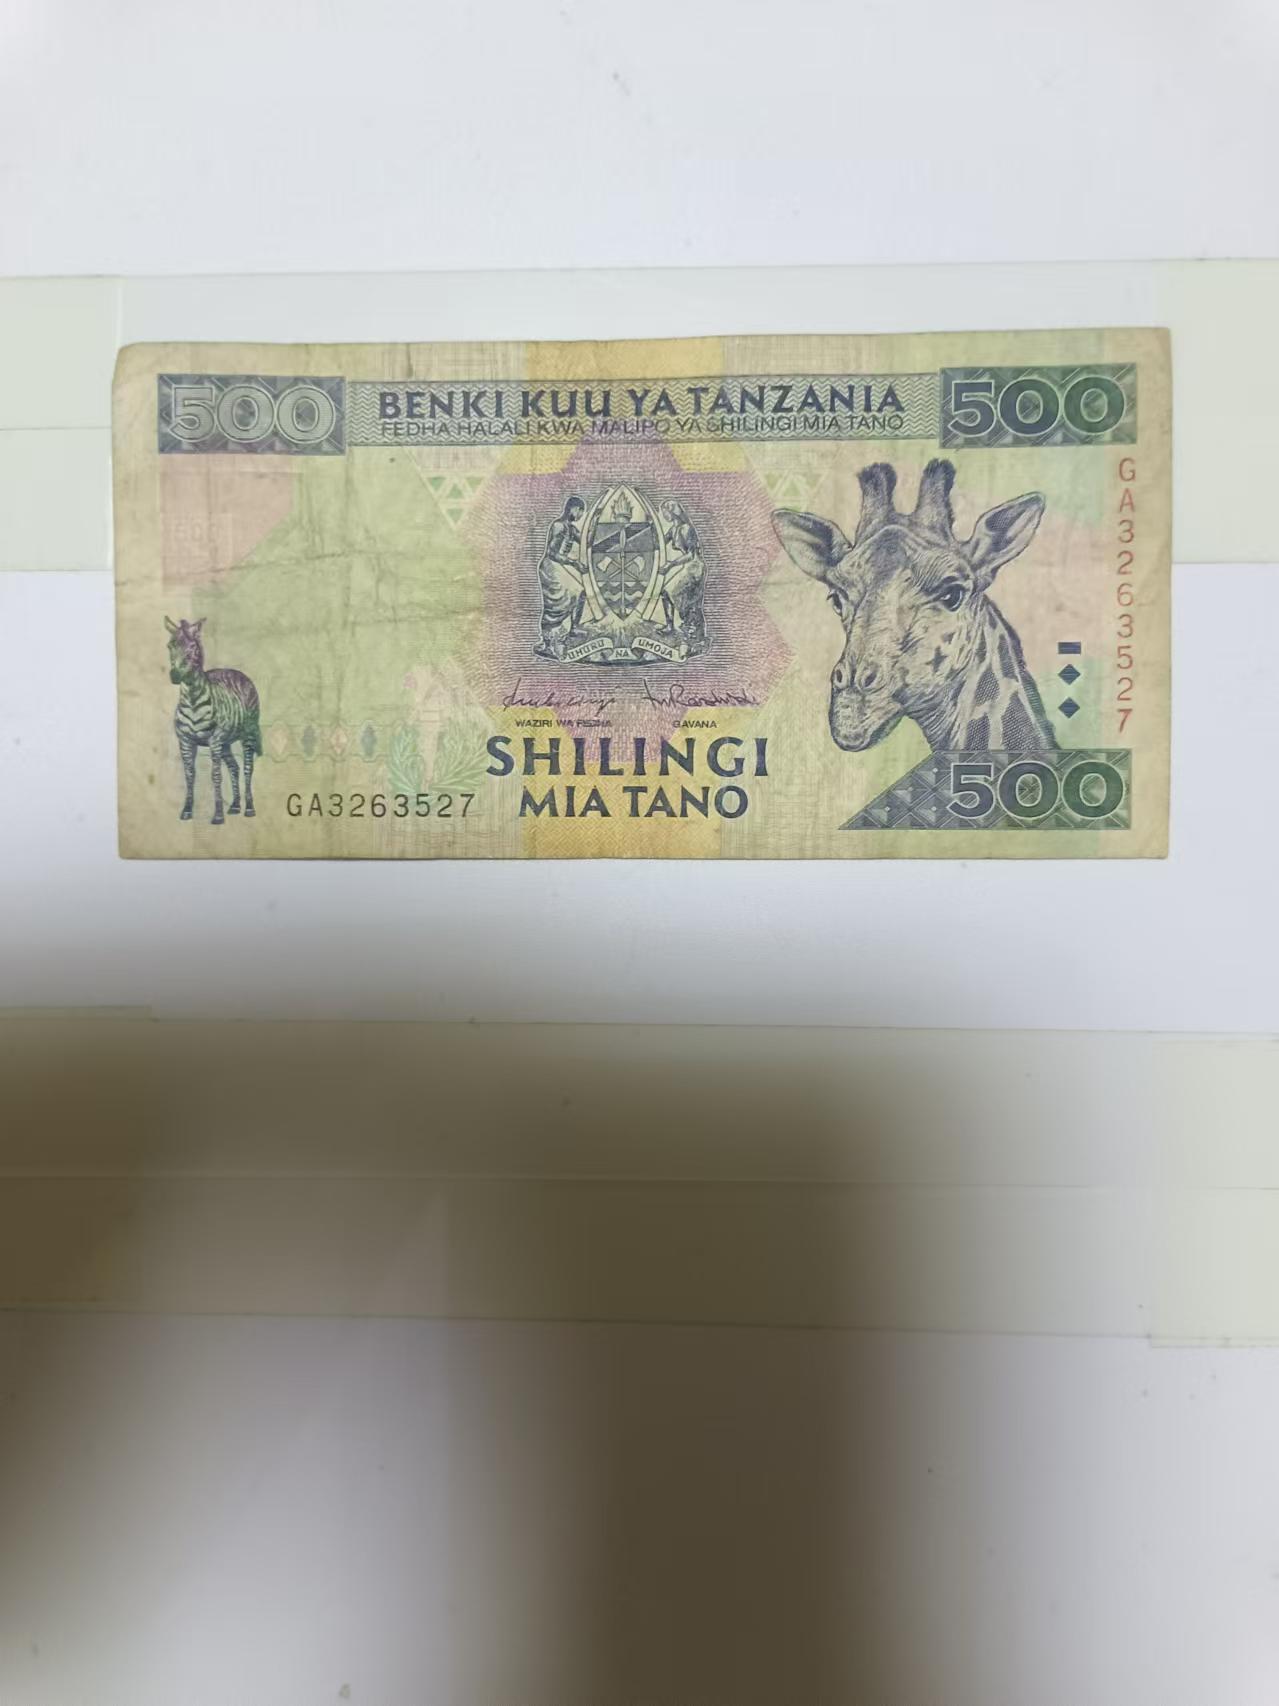 500 BENKI KUU YA TANZANIA 500
FEDHA HALALI KWA MALIPO YA SHILINGI MIA TANO
GA3263527
500
UHURU NA UMOJA
WAZIRI WA FEDHA GAVANA
SHILINGI
MIA TANO
GA3263527
500